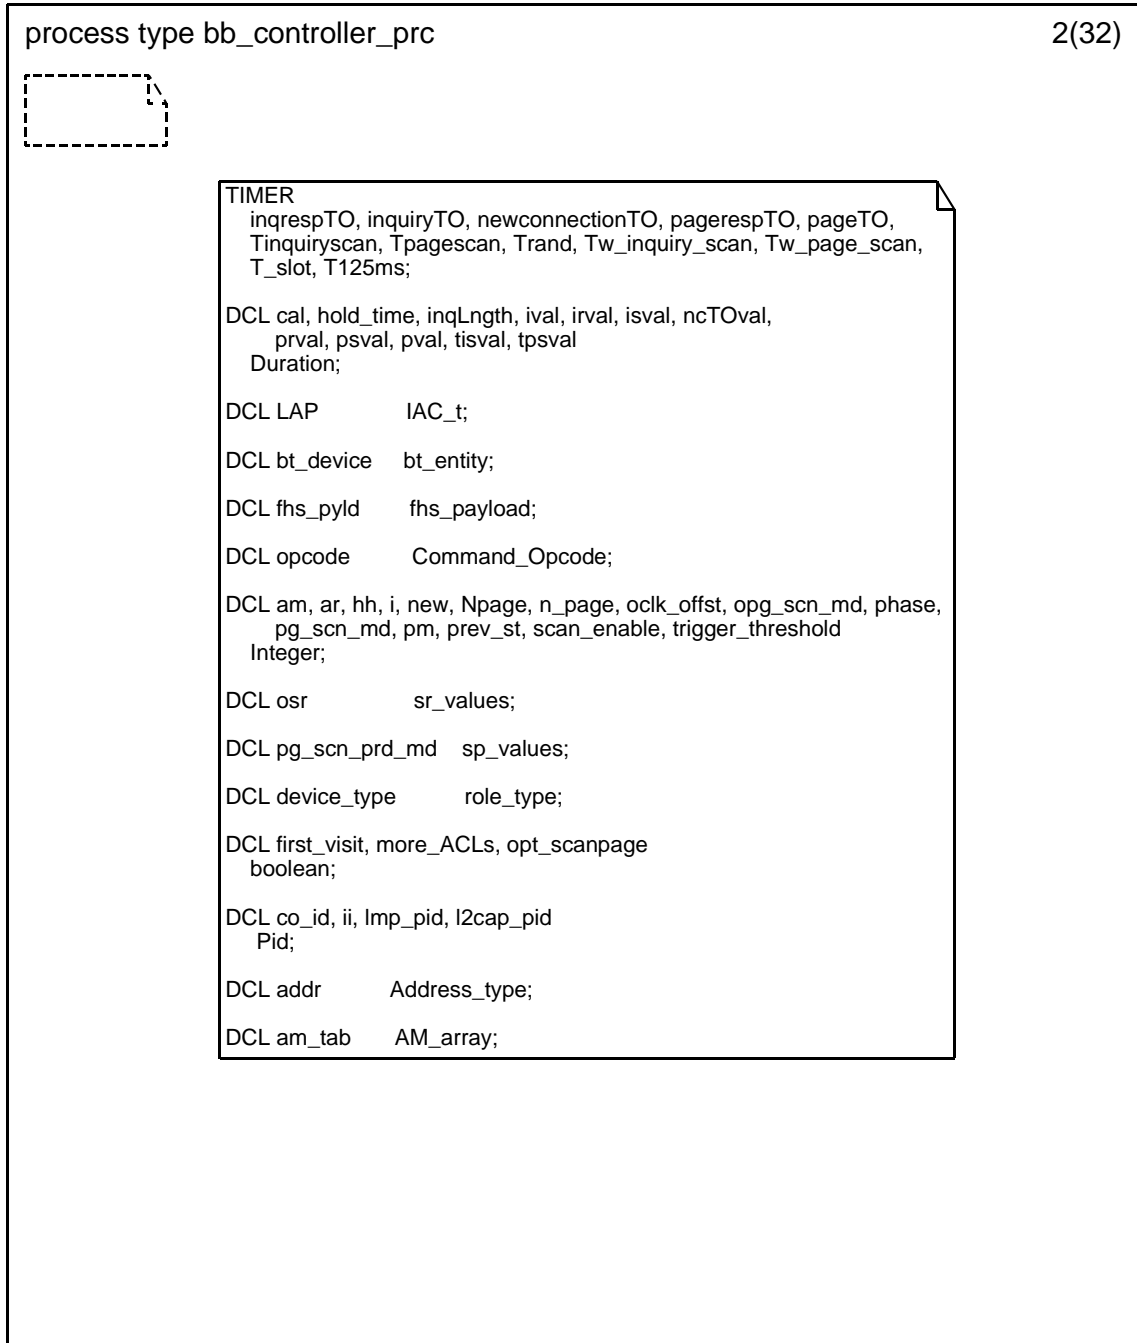 process type bb_controller_prc 2(32)
TIMER
inqrespTO, inquiryTO, newconnectionTO, pagerespTO, pageTO,
Tinquiryscan, Tpagescan, Trand, Tw_inquiry_scan, Tw_page_scan,
T_slot, T125ms;
DCL cal, hold_time, inqLngth, ival, irval, isval, ncTOval,
prval, psval, pval, tisval, tpsval
Duration;
DCL LAP IAC_t;
DCL bt_device bt_entity;
DCL fhs_pyld fhs_payload;
DCL opcode Command_Opcode;
DCL am, ar, hh, i, new, Npage, n_page, oclk_offst, opg_scn_md, phase,
pg_scn_md, pm, prev_st, scan_enable, trigger_threshold
Integer;
DCL osr sr_values;
DCL pg_scn_prd_md sp_values;
DCL device_type role_type;
DCL first_visit, more_ACLs, opt_scanpage
boolean;
DCL co_id, ii, lmp_pid, l2cap_pid
Pid;
DCL addr Address_type;
DCL am_tab AM_array;